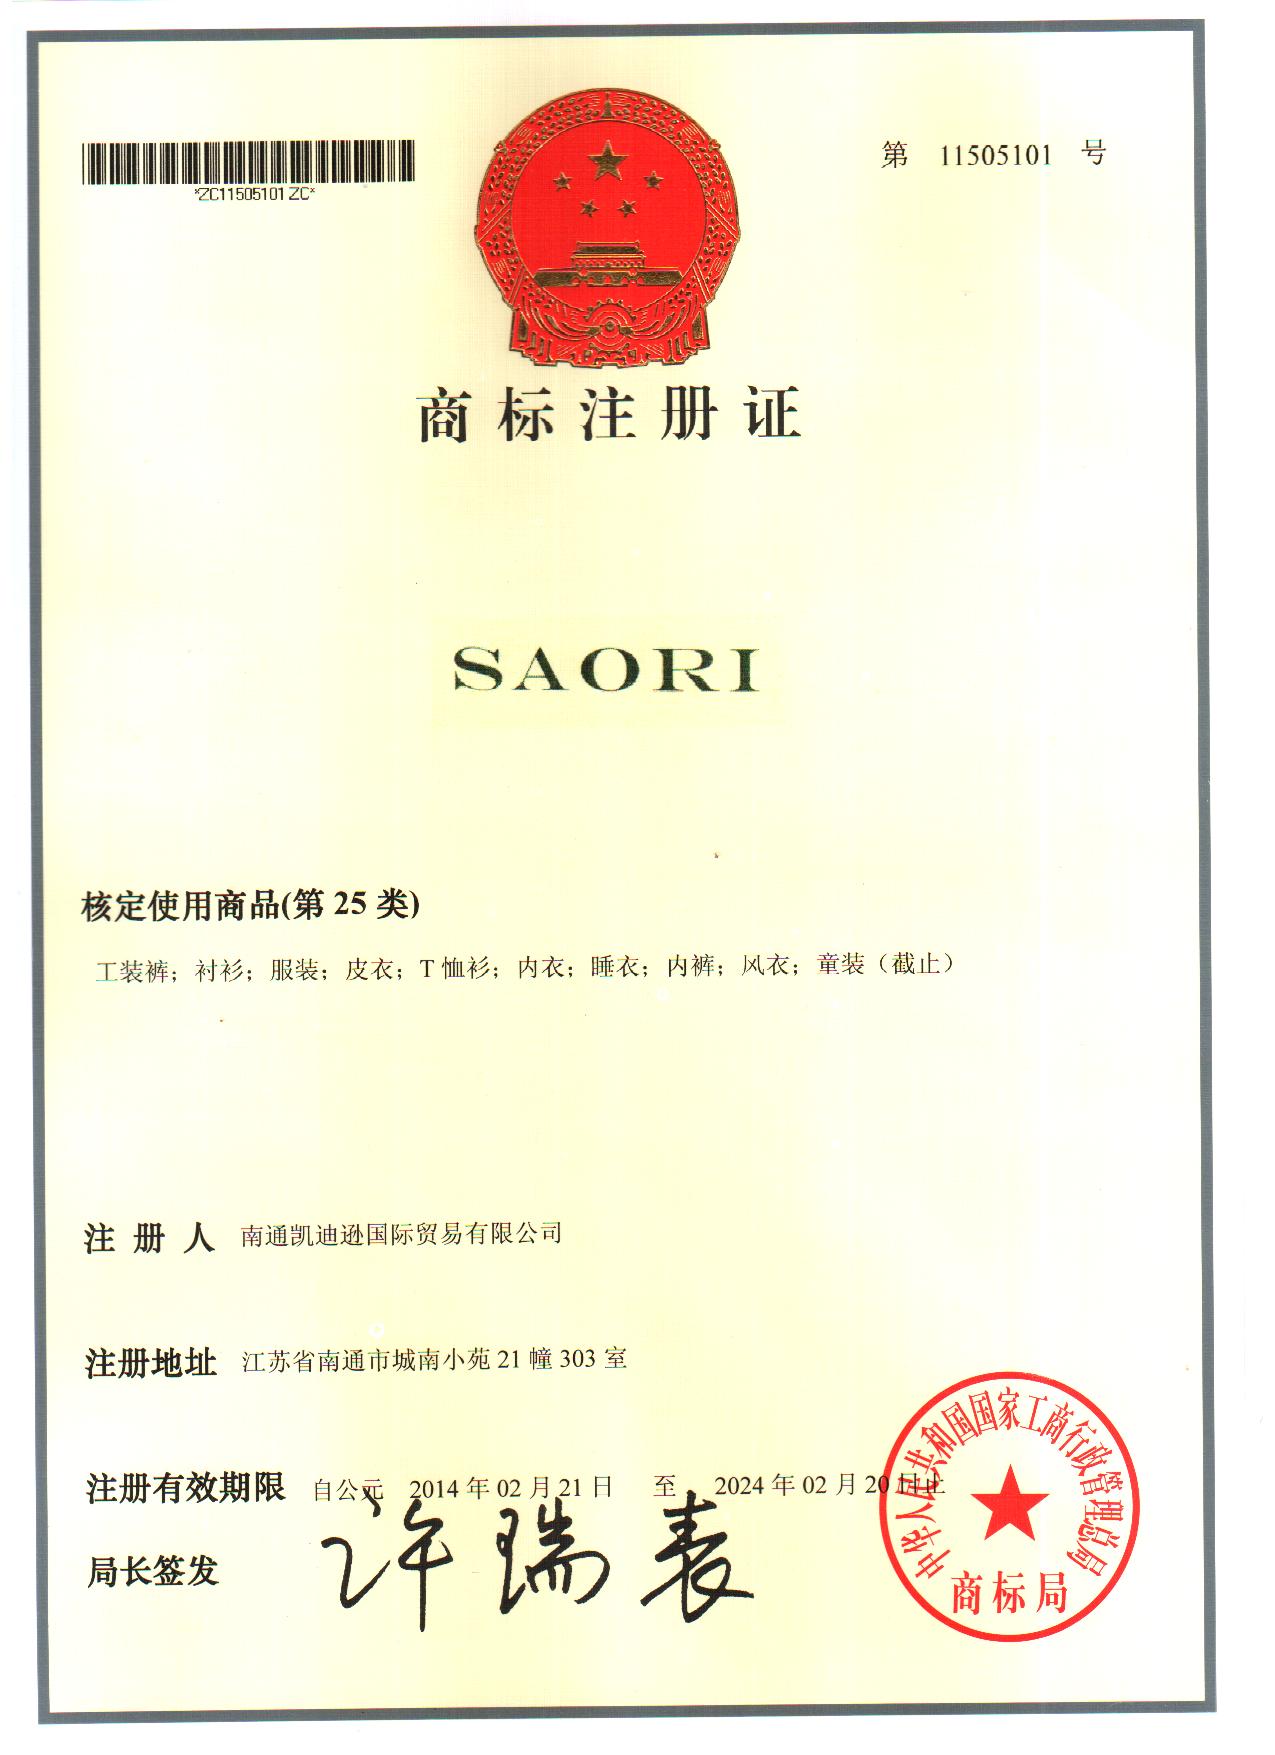 第 11505101 号
*ZC11505101ZC*
商标注册证
SAORI
核定使用商品(第 25 类)
工装裤；衬衫；服装；皮衣；T 恤衫；内衣；睡衣；内裤；风衣；童装（截止）
注册人 南通凯迪逊国际贸易有限公司
注册地址 江苏省南通市城南小苑 21 幢 303 室
注册有效期限 自公元 2014 年 02 月 21 日 至 2024 年 02 月 20 日止
局长签发 许瑞表
中华人民共和国国家工商行政管理总局
商标局